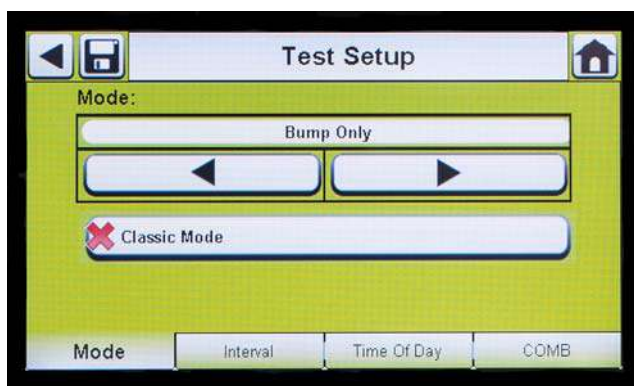 Test Setup
Mode:
Bump Only
Classic Mode
Mode Interval Time Of Day COMB